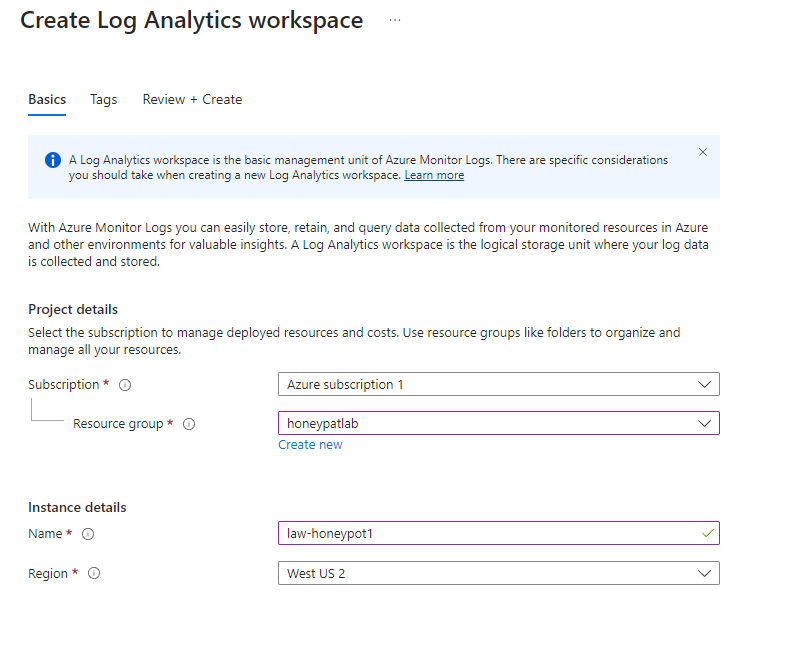 Create Log Analytics workspace ...
Basics Tags Review + Create
A Log Analytics workspace is the basic management unit of Azure Monitor Logs. There are specific considerations
you should take when creating a new Log Analytics workspace. Learn more
With Azure Monitor Logs you can easily store, retain, and query data collected from your monitored resources in Azure
and other environments for valuable insights. A Log Analytics workspace is the logical storage unit where your log data
is collected and stored.
Project details
Select the subscription to manage deployed resources and costs. Use resource groups like folders to organize and
manage all your resources.
Subscription * Azure subscription 1
Resource group * honeypatlab
Create new
Instance details
Name * law-honeypot1
Region * West US 2